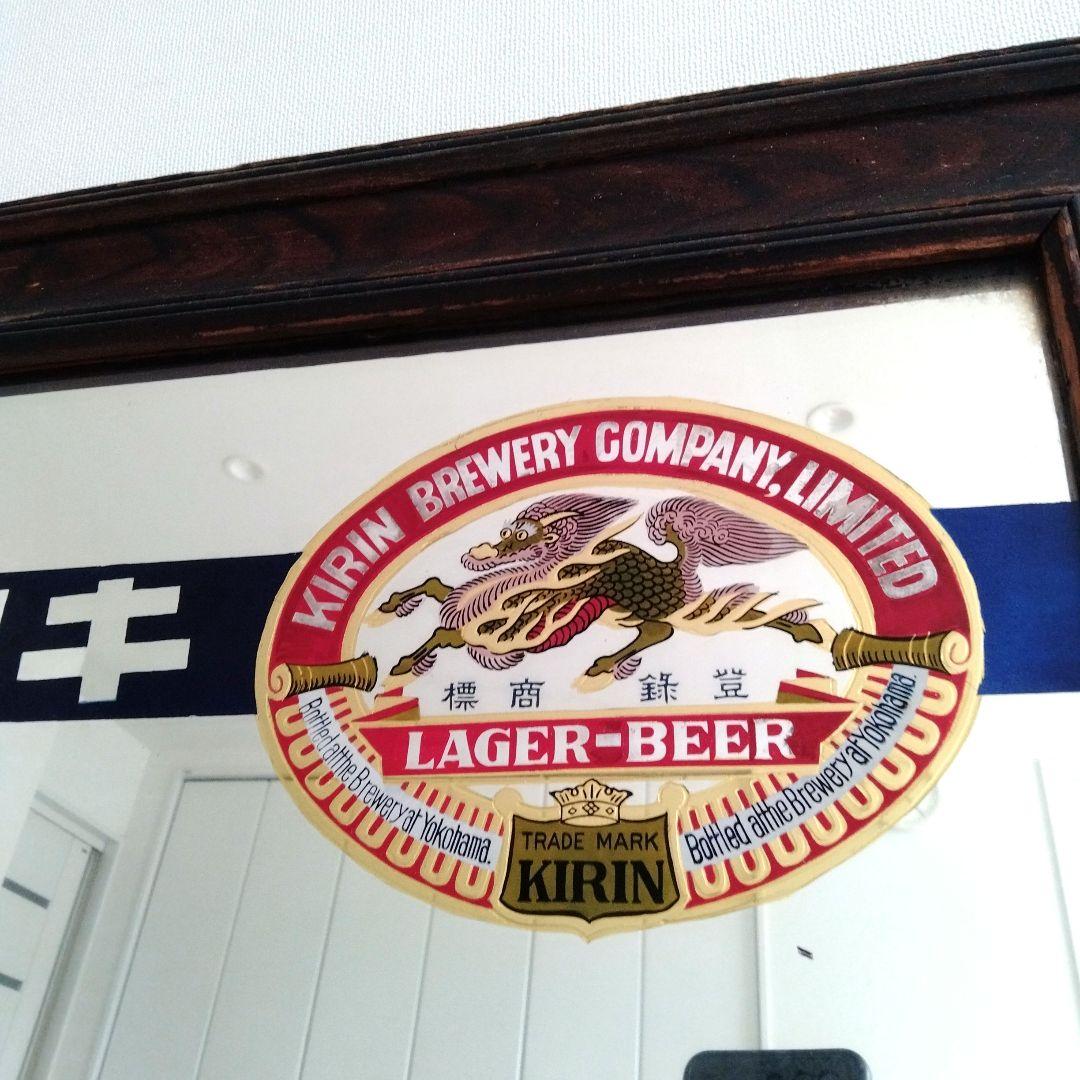 KIRIN BREWERY COMPANY, LIMITED
キ
標商 錄登
LAGER-BEER
Bottled at the Brewery at Yokohama.
Bottled at the Brewery at Yokohama.
TRADE MARK
KIRIN